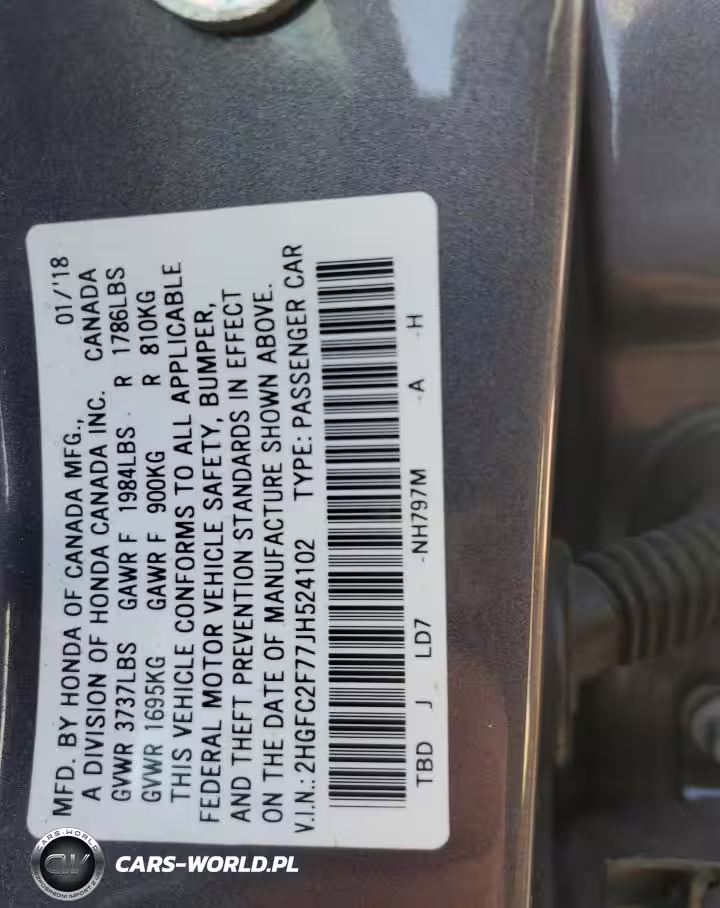 MFD. BY HONDA OF CANADA MFG., 01/'18
A DIVISION OF HONDA CANADA INC. CANADA
GVWR 3737LBS GAWR F 1984LBS R 1786LBS
GVWR 1695KG GAWR F 900KG R 810KG
THIS VEHICLE CONFORMS TO ALL APPLICABLE
FEDERAL MOTOR VEHICLE SAFETY, BUMPER,
AND THEFT PREVENTION STANDARDS IN EFFECT
ON THE DATE OF MANUFACTURE SHOWN ABOVE.
V.I.N.: 2HGFC2F77JH524102 TYPE: PASSENGER CAR
TBD J LD7 -NH797M -A -H
CARS-WORLD
CW
CARS-WORLD.PL